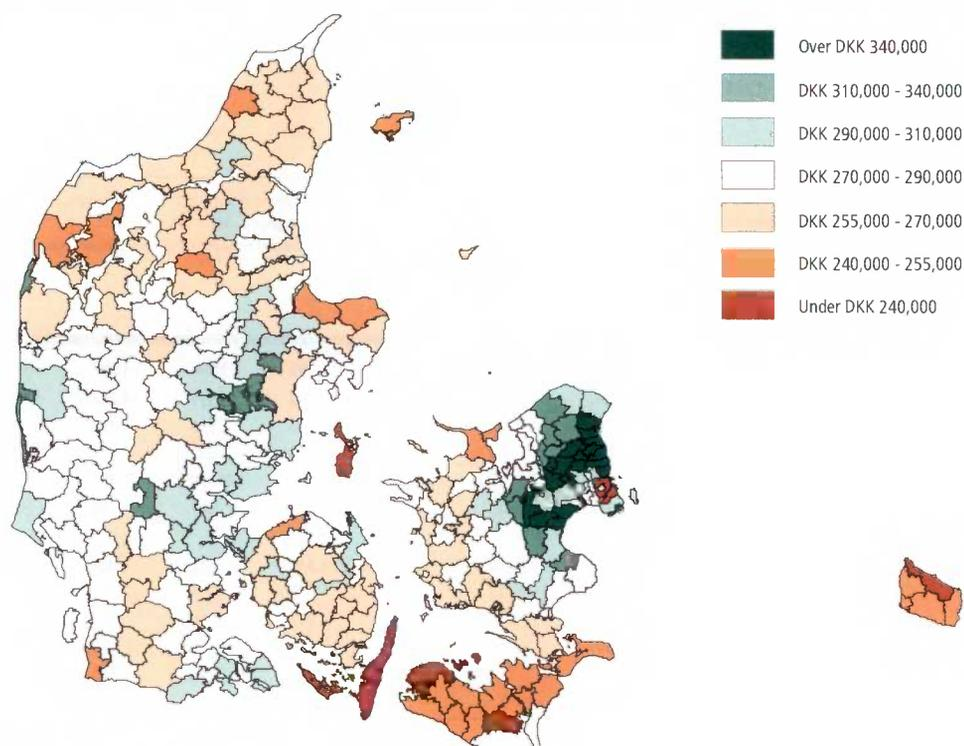 Over DKK 340,000
DKK 310,000 - 340,000
DKK 290,000 - 310,000
DKK 270,000 - 290,000
DKK 255,000 - 270,000
DKK 240,000 - 255,000
Under DKK 240,000